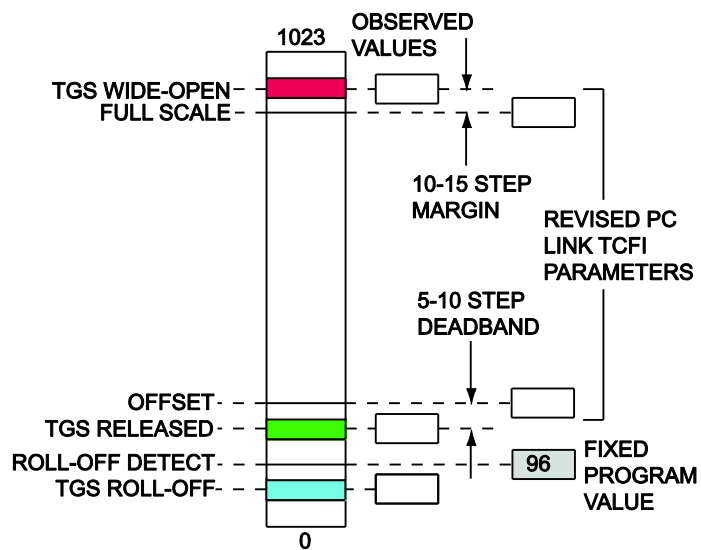 OBSERVED
VALUES
1023
TGS WIDE-OPEN
FULL SCALE
10-15 STEP
MARGIN
REVISED PC
LINK TCFI
PARAMETERS
5-10 STEP
DEADBAND
OFFSET
TGS RELEASED
ROLL-OFF DETECT
96
FIXED
PROGRAM
VALUE
TGS ROLL-OFF
0